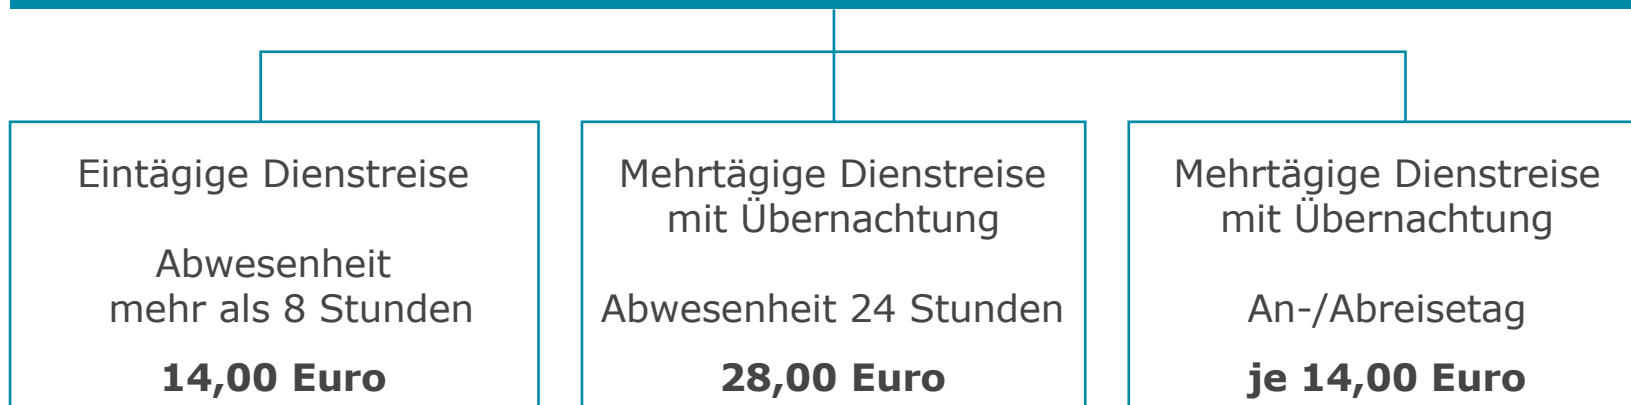 Eintägige Dienstreise
Abwesenheit
mehr als 8 Stunden
14,00 Euro
Mehrtägige Dienstreise
mit Übernachtung
Abwesenheit 24 Stunden
28,00 Euro
Mehrtägige Dienstreise
mit Übernachtung
An-/Abreisetag
je 14,00 Euro